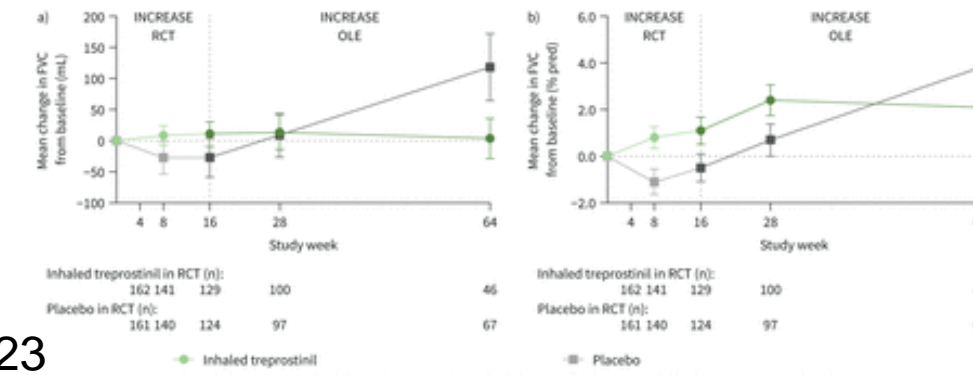 a)
INCREASE
RCT
INCREASE
OLE
Mean change in FVC
from baseline (mL)
200
150
100
50
0
−50
−100
4 8 16 28 64
Study week
Inhaled treprostinil in RCT (n):
162 141 129 100 46
Placebo in RCT (n):
161 140 124 97 67
b)
INCREASE
RCT
INCREASE
OLE
Mean change in FVC
from baseline (% pred)
6.0
4.0
2.0
0.0
−2.0
4 8 16 28
Study week
Inhaled treprostinil in RCT (n):
162 141 129 100
Placebo in RCT (n):
161 140 124 97
23
Inhaled treprostinil Placebo